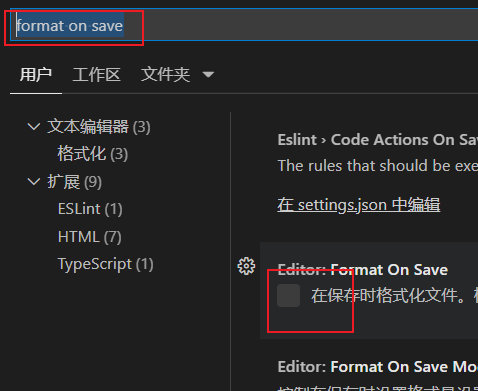 format on save
用户 工作区 文件夹
文本编辑器 (3)
格式化 (3)
扩展 (9)
ESLint (1)
HTML (7)
TypeScript (1)
Eslint › Code Actions On
The rules that should be
在 settings.json 中编辑
Editor: Format On Save
在保存时格式化文件。
Editor: Format On Save